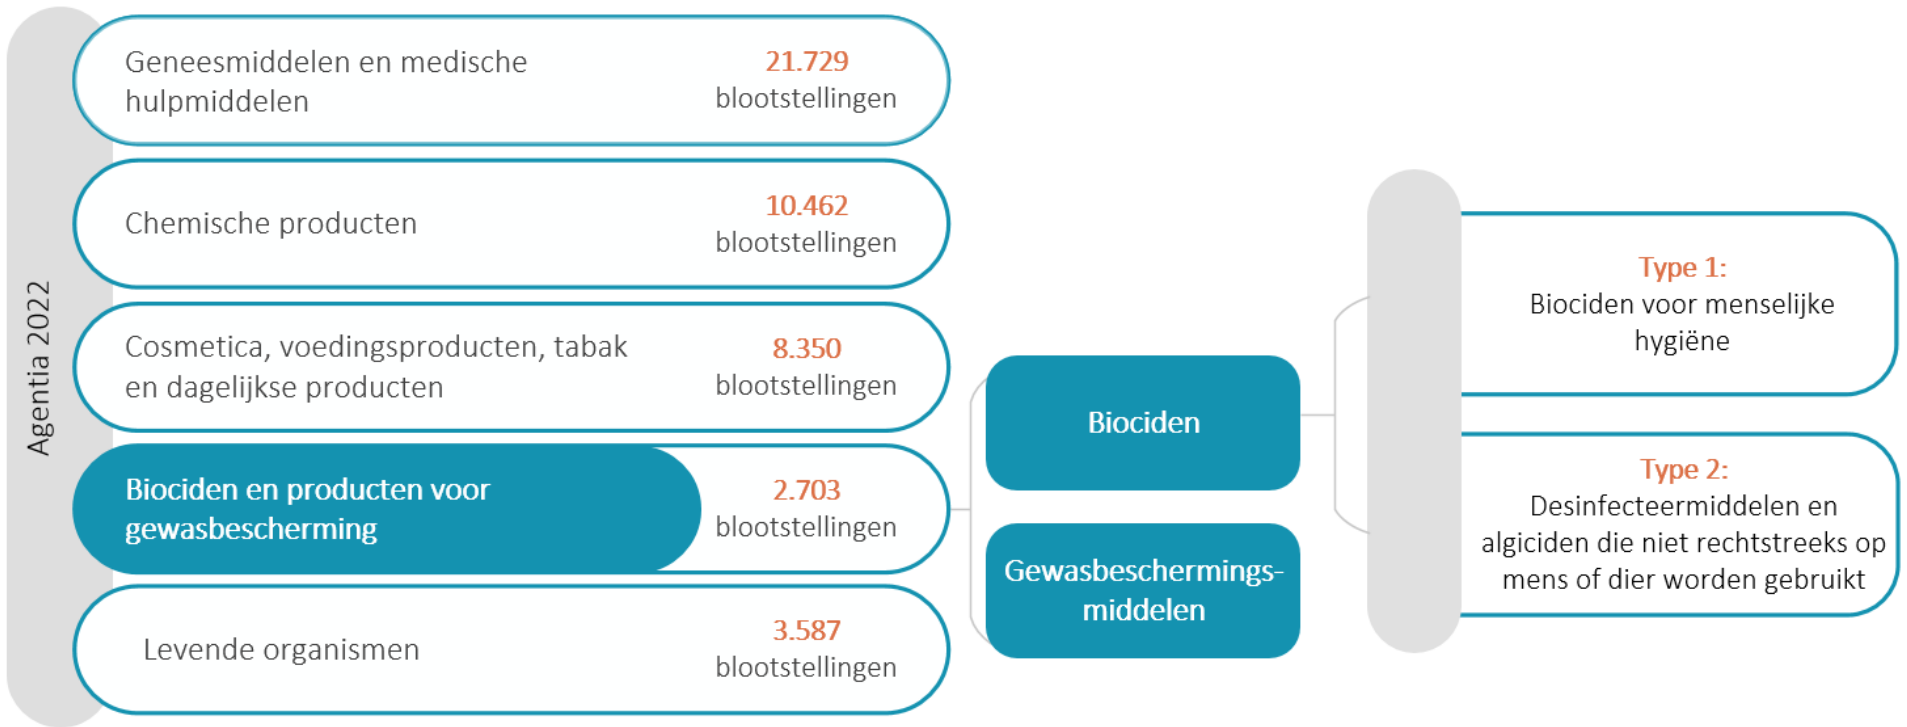 Agentia 2022
Geneesmiddelen en medische
hulpmiddelen
21.729
blootstellingen
Chemische producten
10.462
blootstellingen
Cosmetica, voedingsproducten, tabak
en dagelijkse producten
8.350
blootstellingen
Biociden en producten voor
gewasbescherming
2.703
blootstellingen
Levende organismen
3.587
blootstellingen
Biociden
Gewasbeschermings-
middelen
Type 1:
Biociden voor menselijke
hygiëne
Type 2:
Desinfecteermiddelen en
algiciden die niet rechtstreeks op
mens of dier worden gebruikt